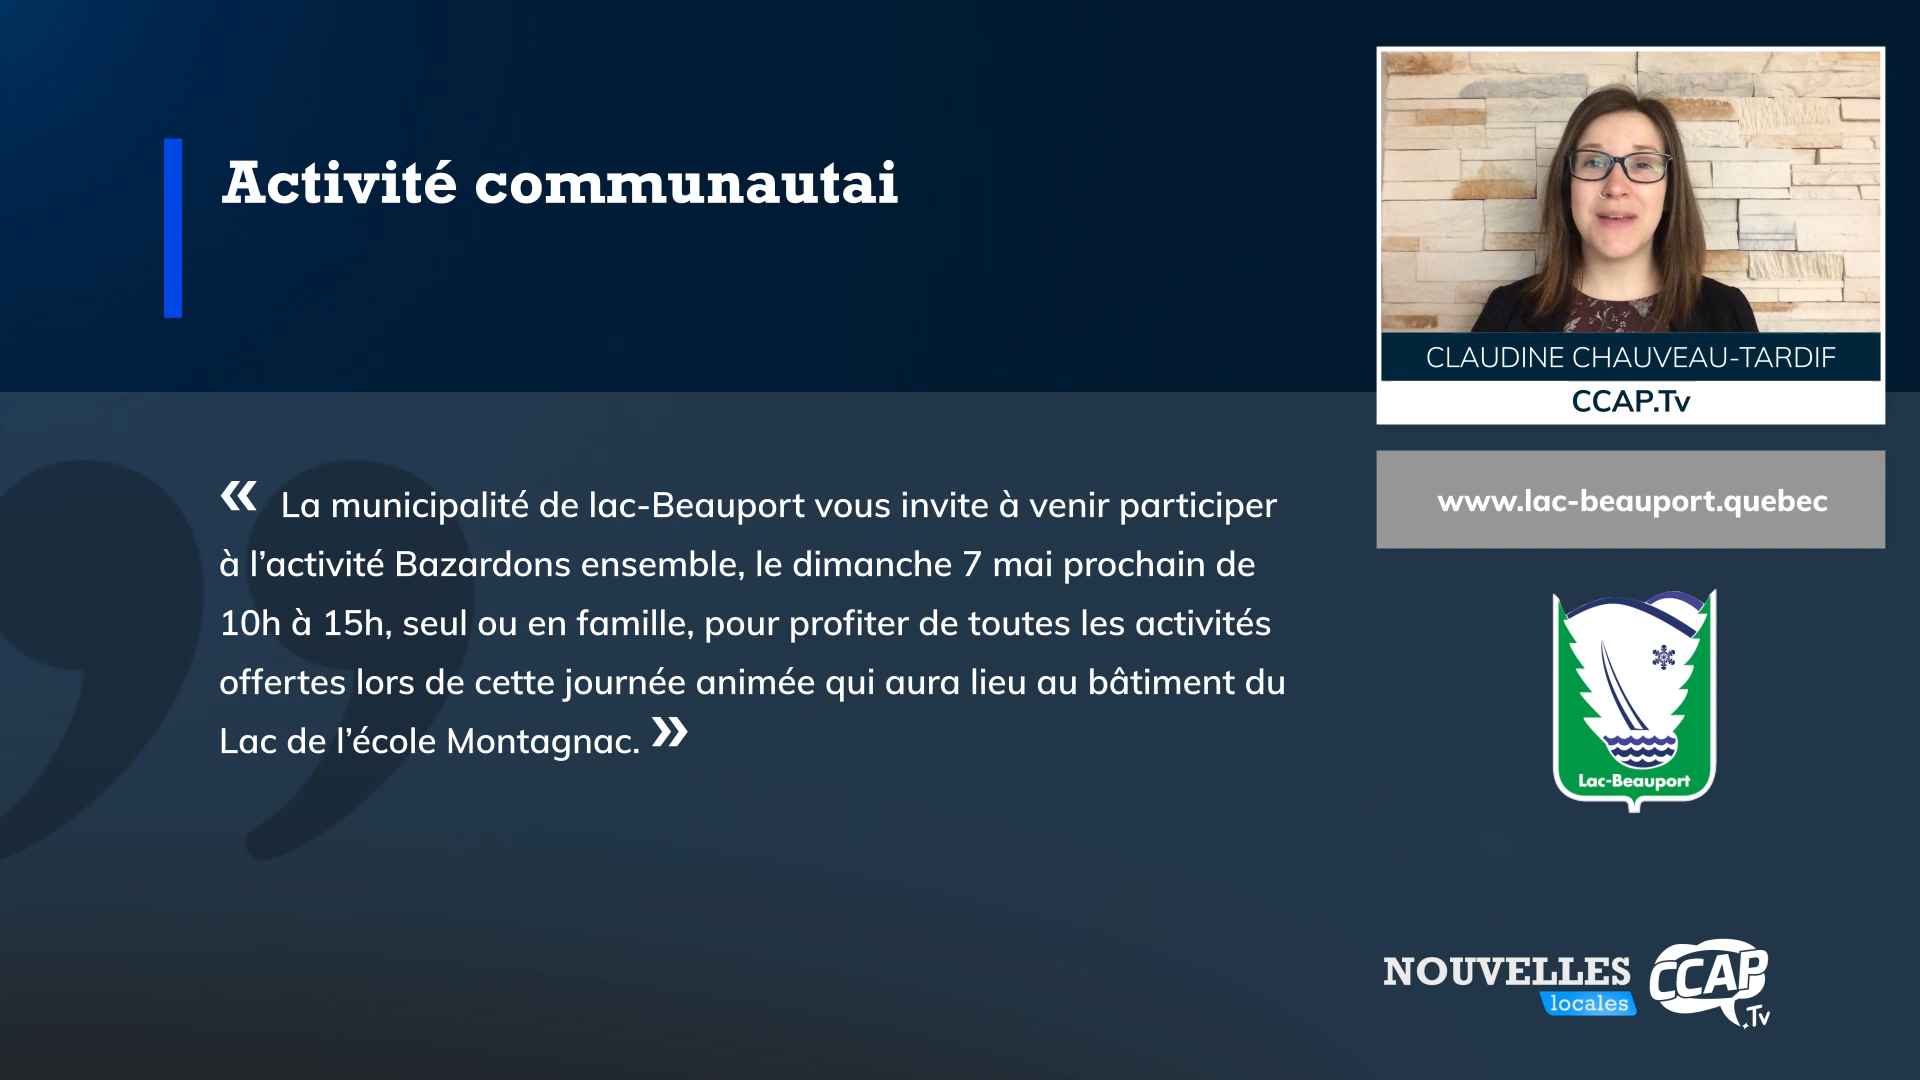 Activité communautai
« La municipalité de lac-Beauport vous invite à venir participer
à l’activité Bazardons ensemble, le dimanche 7 mai prochain de
10h à 15h, seul ou en famille, pour profiter de toutes les activités
offertes lors de cette journée animée qui aura lieu au bâtiment du
Lac de l’école Montagnac. »
CLAUDINE CHAUVEAU-TARDIF
CCAP.Tv
www.lac-beauport.quebec
Lac-Beauport
NOUVELLES
locales
CCAP
.Tv